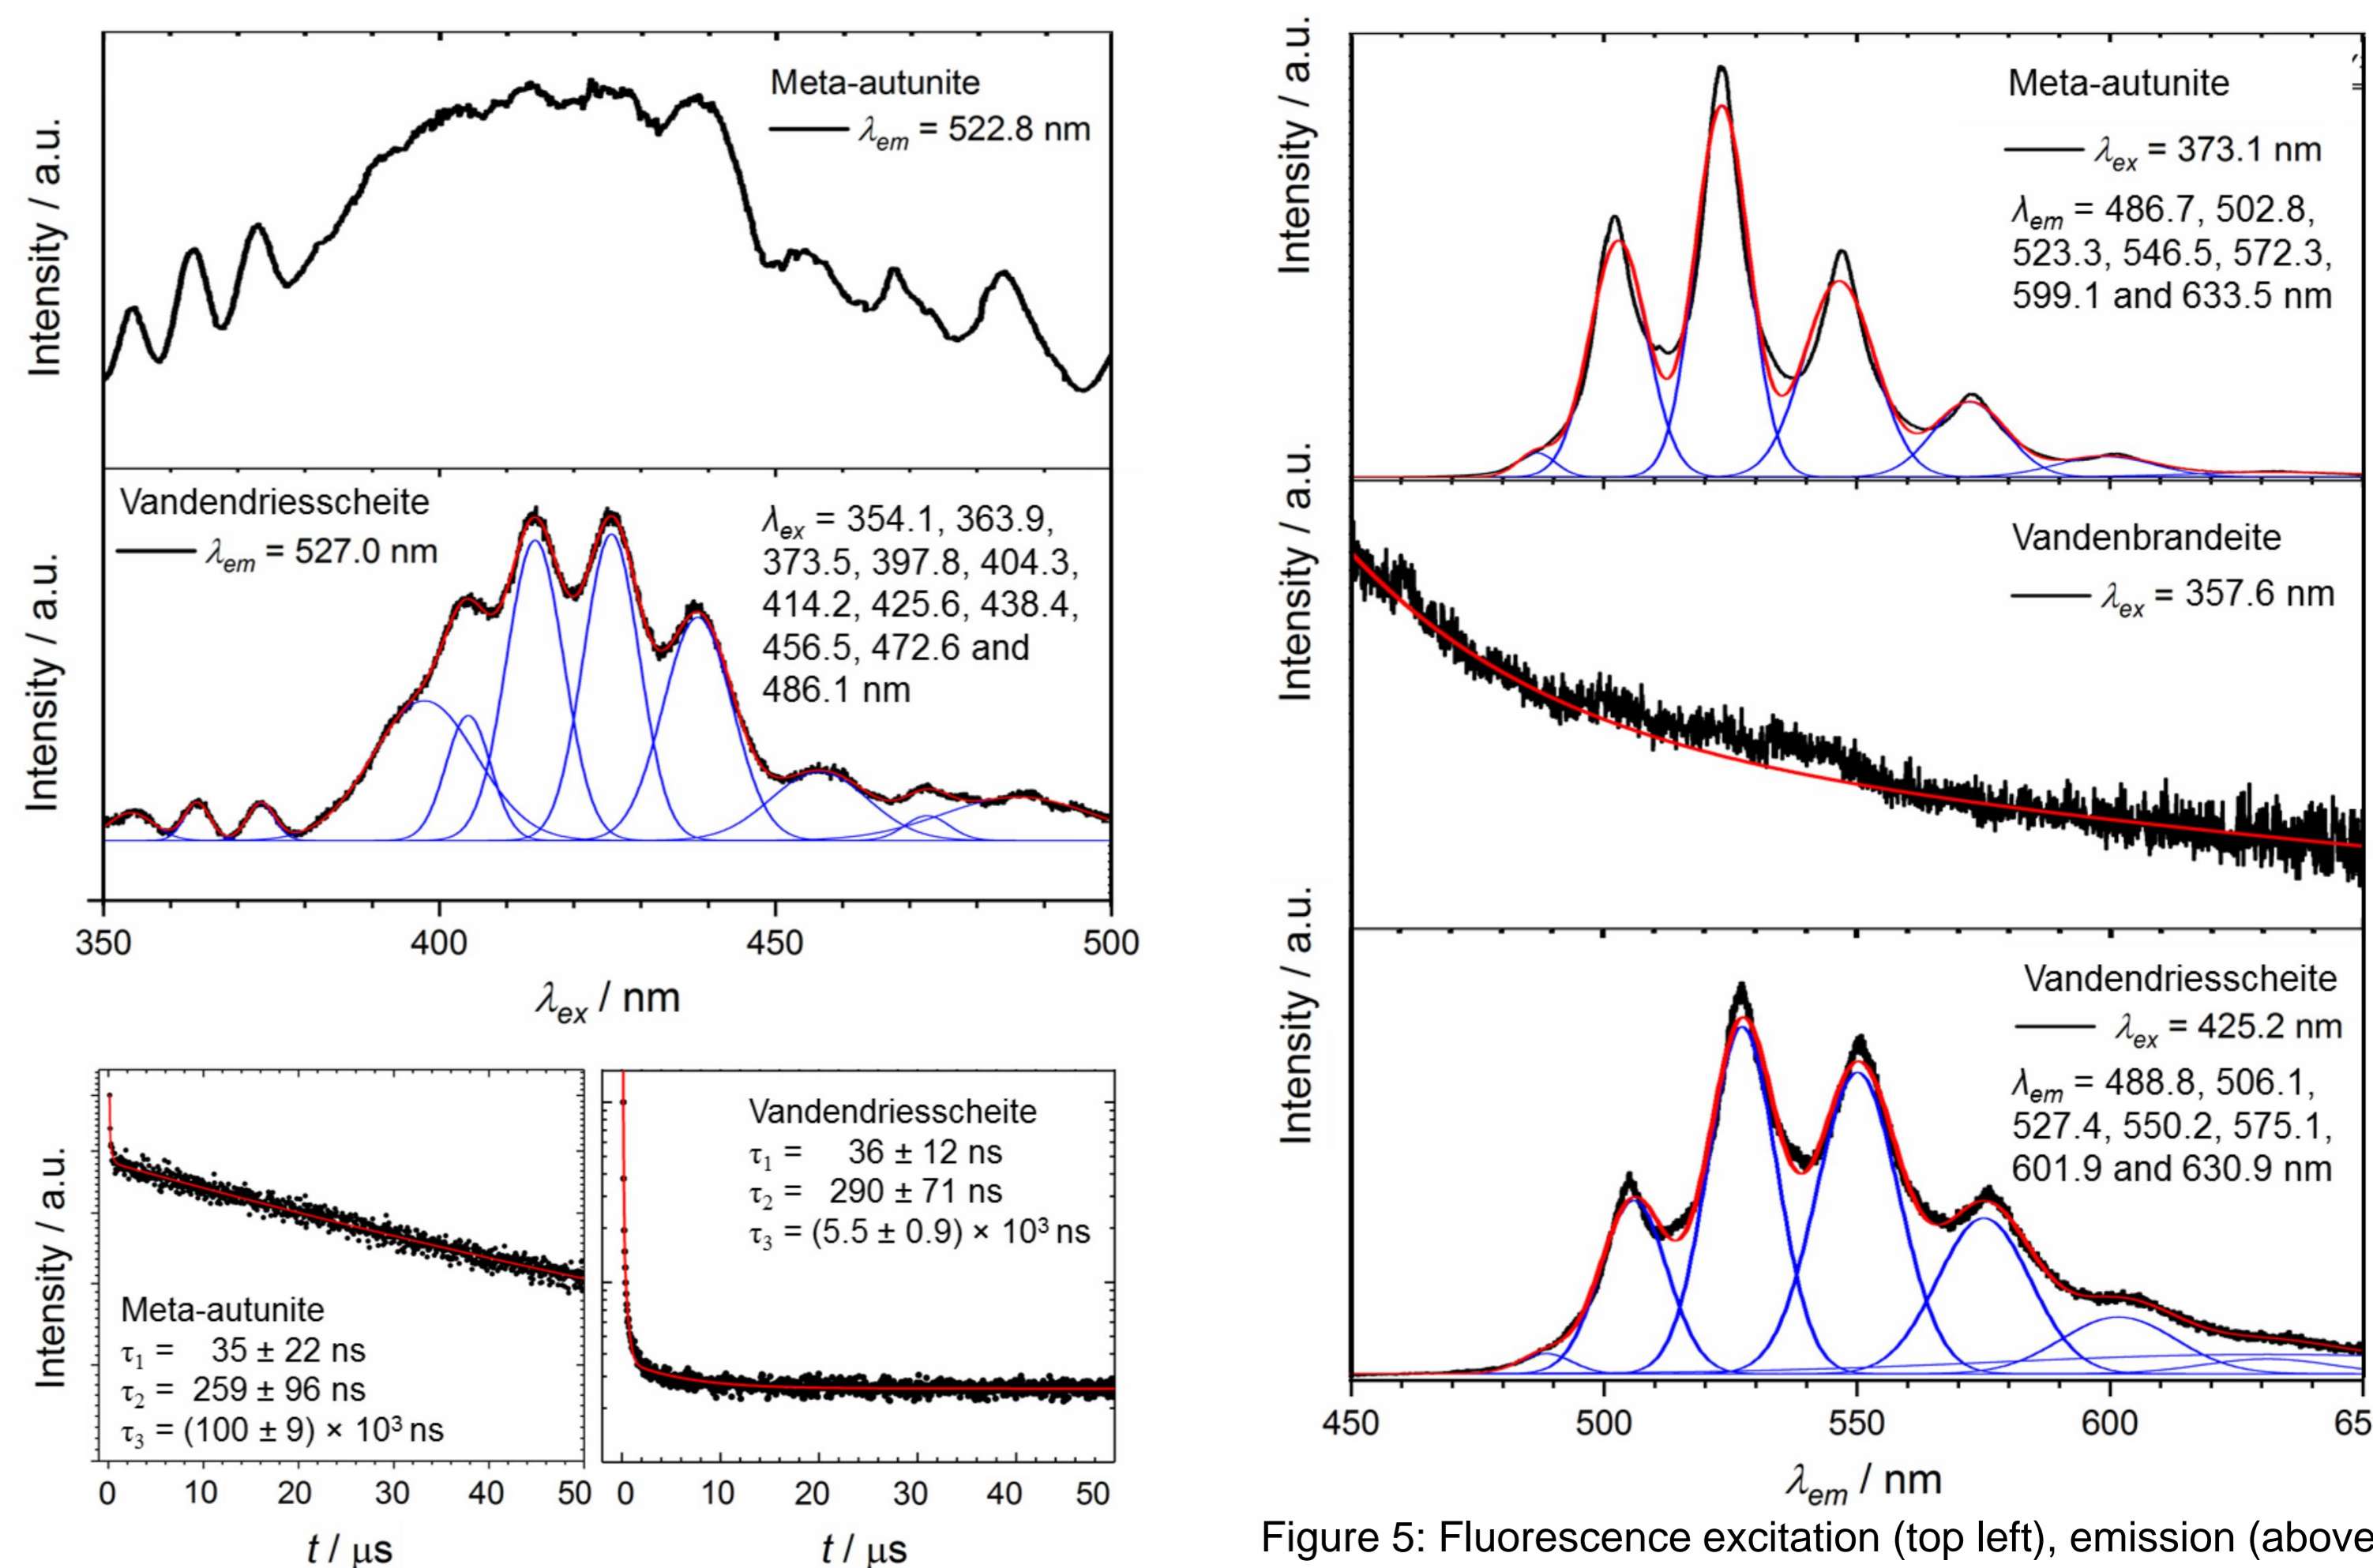 Intensity / a.u.
Meta-autunite
λem = 522.8 nm
Intensity / a.u.
Vandendriesscheite
λem = 527.0 nm
λex = 354.1, 363.9,
373.5, 397.8, 404.3,
414.2, 425.6, 438.4,
456.5, 472.6 and
486.1 nm
350 400 450 500
λex / nm
Intensity / a.u.
Meta-autunite
τ1 = 35 ± 22 ns
τ2 = 259 ± 96 ns
τ3 = (100 ± 9) × 10³ ns
0 10 20 30 40 50
t / μs
Vandendriesscheite
τ1 = 36 ± 12 ns
τ2 = 290 ± 71 ns
τ3 = (5.5 ± 0.9) × 10³ ns
0 10 20 30 40 50
t / μs
Intensity / a.u.
Meta-autunite
λex = 373.1 nm
λem = 486.7, 502.8,
523.3, 546.5, 572.3,
599.1 and 633.5 nm
Intensity / a.u.
Vandenbrandeite
λex = 357.6 nm
Intensity / a.u.
Vandendriesscheite
λex = 425.2 nm
λem = 488.8, 506.1,
527.4, 550.2, 575.1,
601.9 and 630.9 nm
450 500 550 600 65
λem / nm
Figure 5: Fluorescence excitation (top left), emission (above